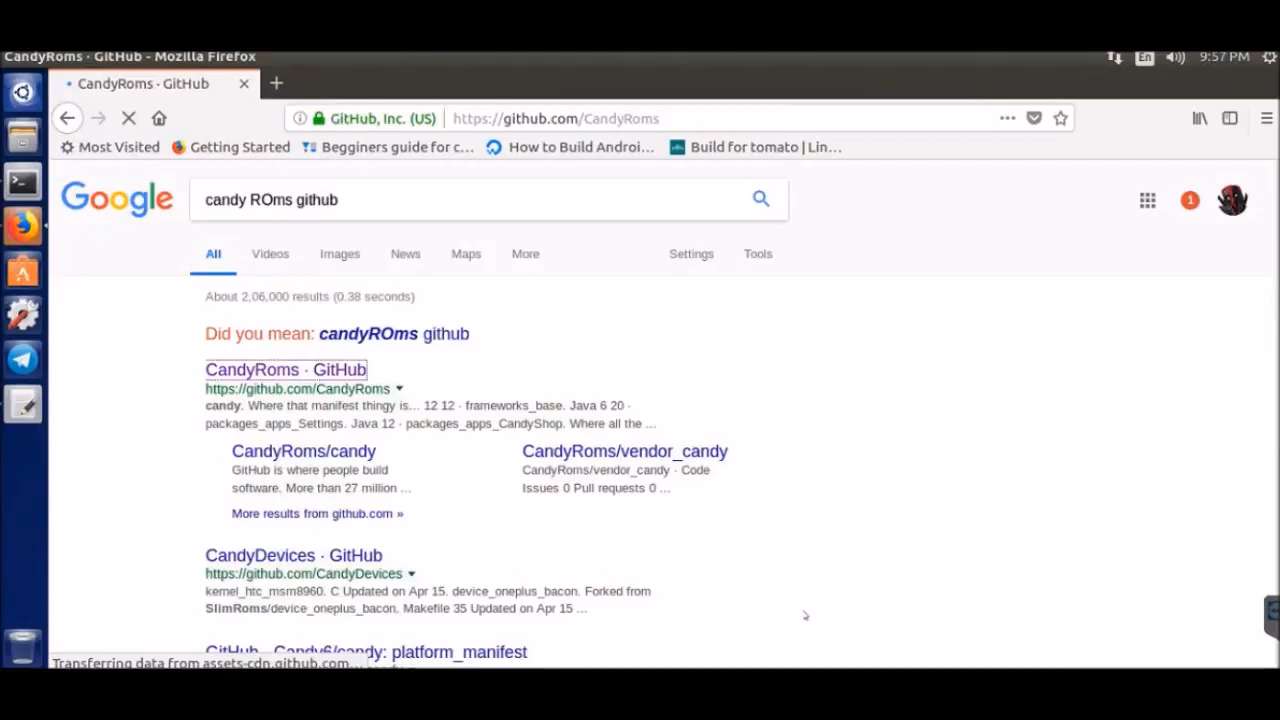 CandyRoms · GitHub - Mozilla Firefox
En
9:57 PM
CandyRoms · GitHub
GitHub, Inc. (US)
https://github.com/CandyRoms
Most Visited
Getting Started
Begginers guide for c...
How to Build Androi...
Build for tomato | Lin...
Google
candy ROms github
1
All
Videos
Images
News
Maps
More
Settings
Tools
About 2,06,000 results (0.38 seconds)
Did you mean: candyROms github
CandyRoms · GitHub
https://github.com/CandyRoms
candy. Where that manifest thingy is... 12 12 · frameworks_base. Java 6 20 ·
packages_apps_Settings. Java 12 · packages_apps_CandyShop. Where all the ...
CandyRoms/candy
GitHub is where people build
software. More than 27 million ...
CandyRoms/vendor_candy
CandyRoms/vendor_candy · Code
Issues 0 Pull requests 0 ...
More results from github.com »
CandyDevices · GitHub
https://github.com/CandyDevices
kernel_htc_msm8960. C Updated on Apr 15. device_oneplus_bacon. Forked from
SlimRoms/device_oneplus_bacon. Makefile 35 Updated on Apr 15 ...
GitHub - Candy6/candy: platform_manifest
Transferring data from assets-cdn.github.com...